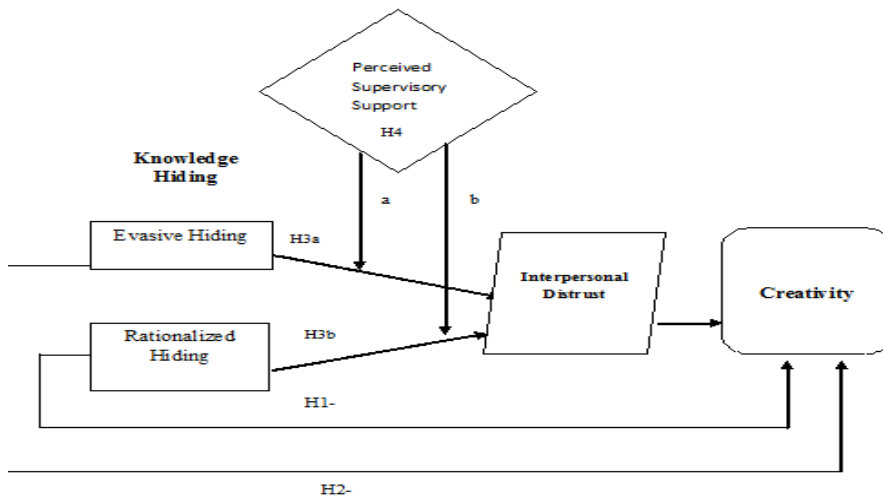 Perceived
Supervisory
Support
H4
Knowledge
Hiding
a
b
Evasive Hiding
H3a
Interpersonal
Distrust
Creativity
Rationalized
Hiding
H3b
H1-
H2-